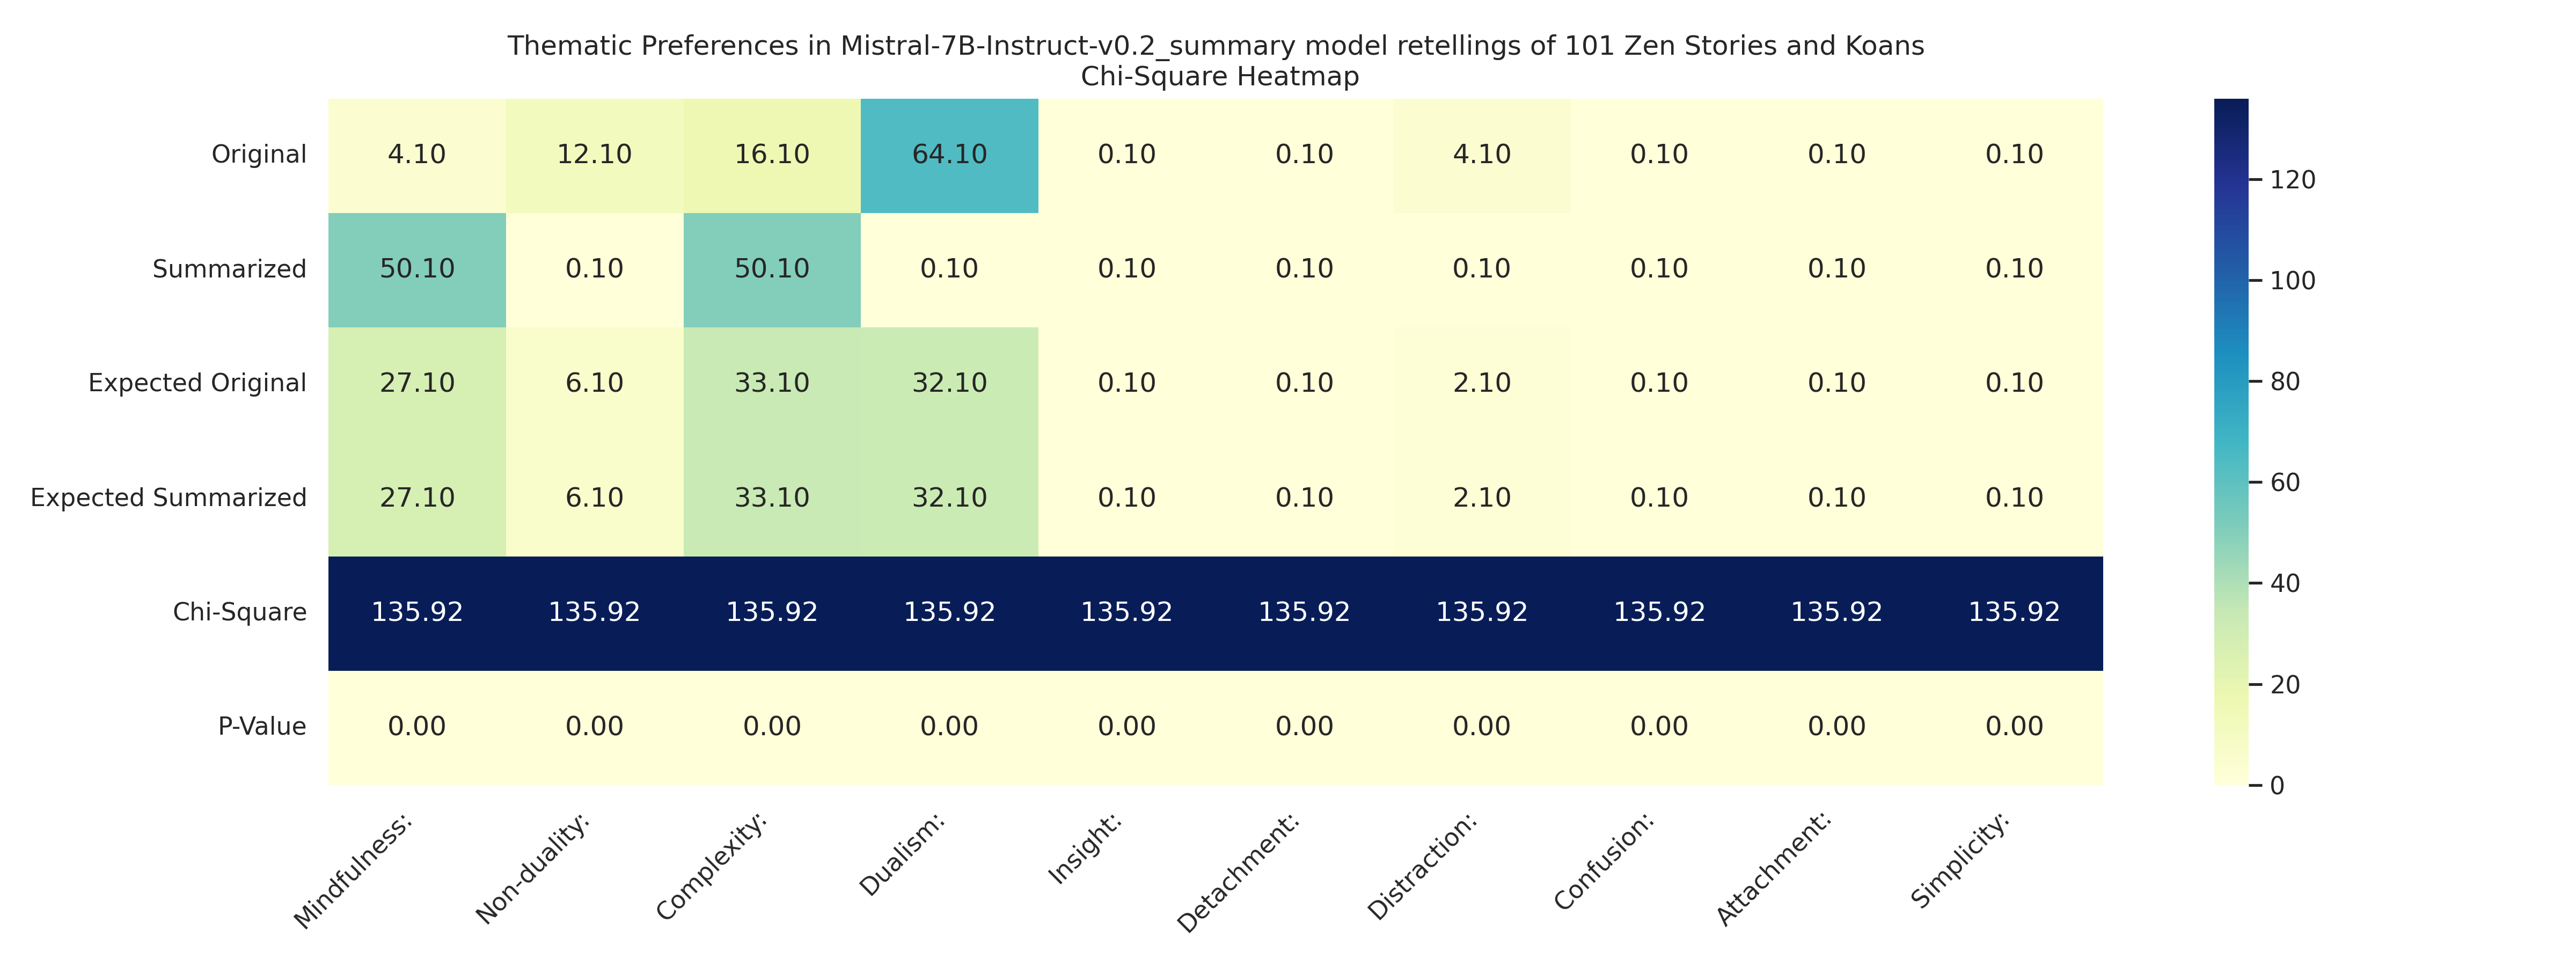 Thematic Preferences in Mistral-7B-Instruct-v0.2_summary model retellings of 101 Zen Stories and Koans
Chi-Square Heatmap
Original 4.10 12.10 16.10 64.10 0.10 0.10 4.10 0.10 0.10 0.10
Summarized 50.10 0.10 50.10 0.10 0.10 0.10 0.10 0.10 0.10 0.10
Expected Original 27.10 6.10 33.10 32.10 0.10 0.10 2.10 0.10 0.10 0.10
Expected Summarized 27.10 6.10 33.10 32.10 0.10 0.10 2.10 0.10 0.10 0.10
Chi-Square 135.92 135.92 135.92 135.92 135.92 135.92 135.92 135.92 135.92 135.92
P-Value 0.00 0.00 0.00 0.00 0.00 0.00 0.00 0.00 0.00 0.00
Mindfulness: Non-duality: Complexity: Dualism: Insight: Detachment: Distraction: Confusion: Attachment: Simplicity:
120
100
80
60
40
20
0